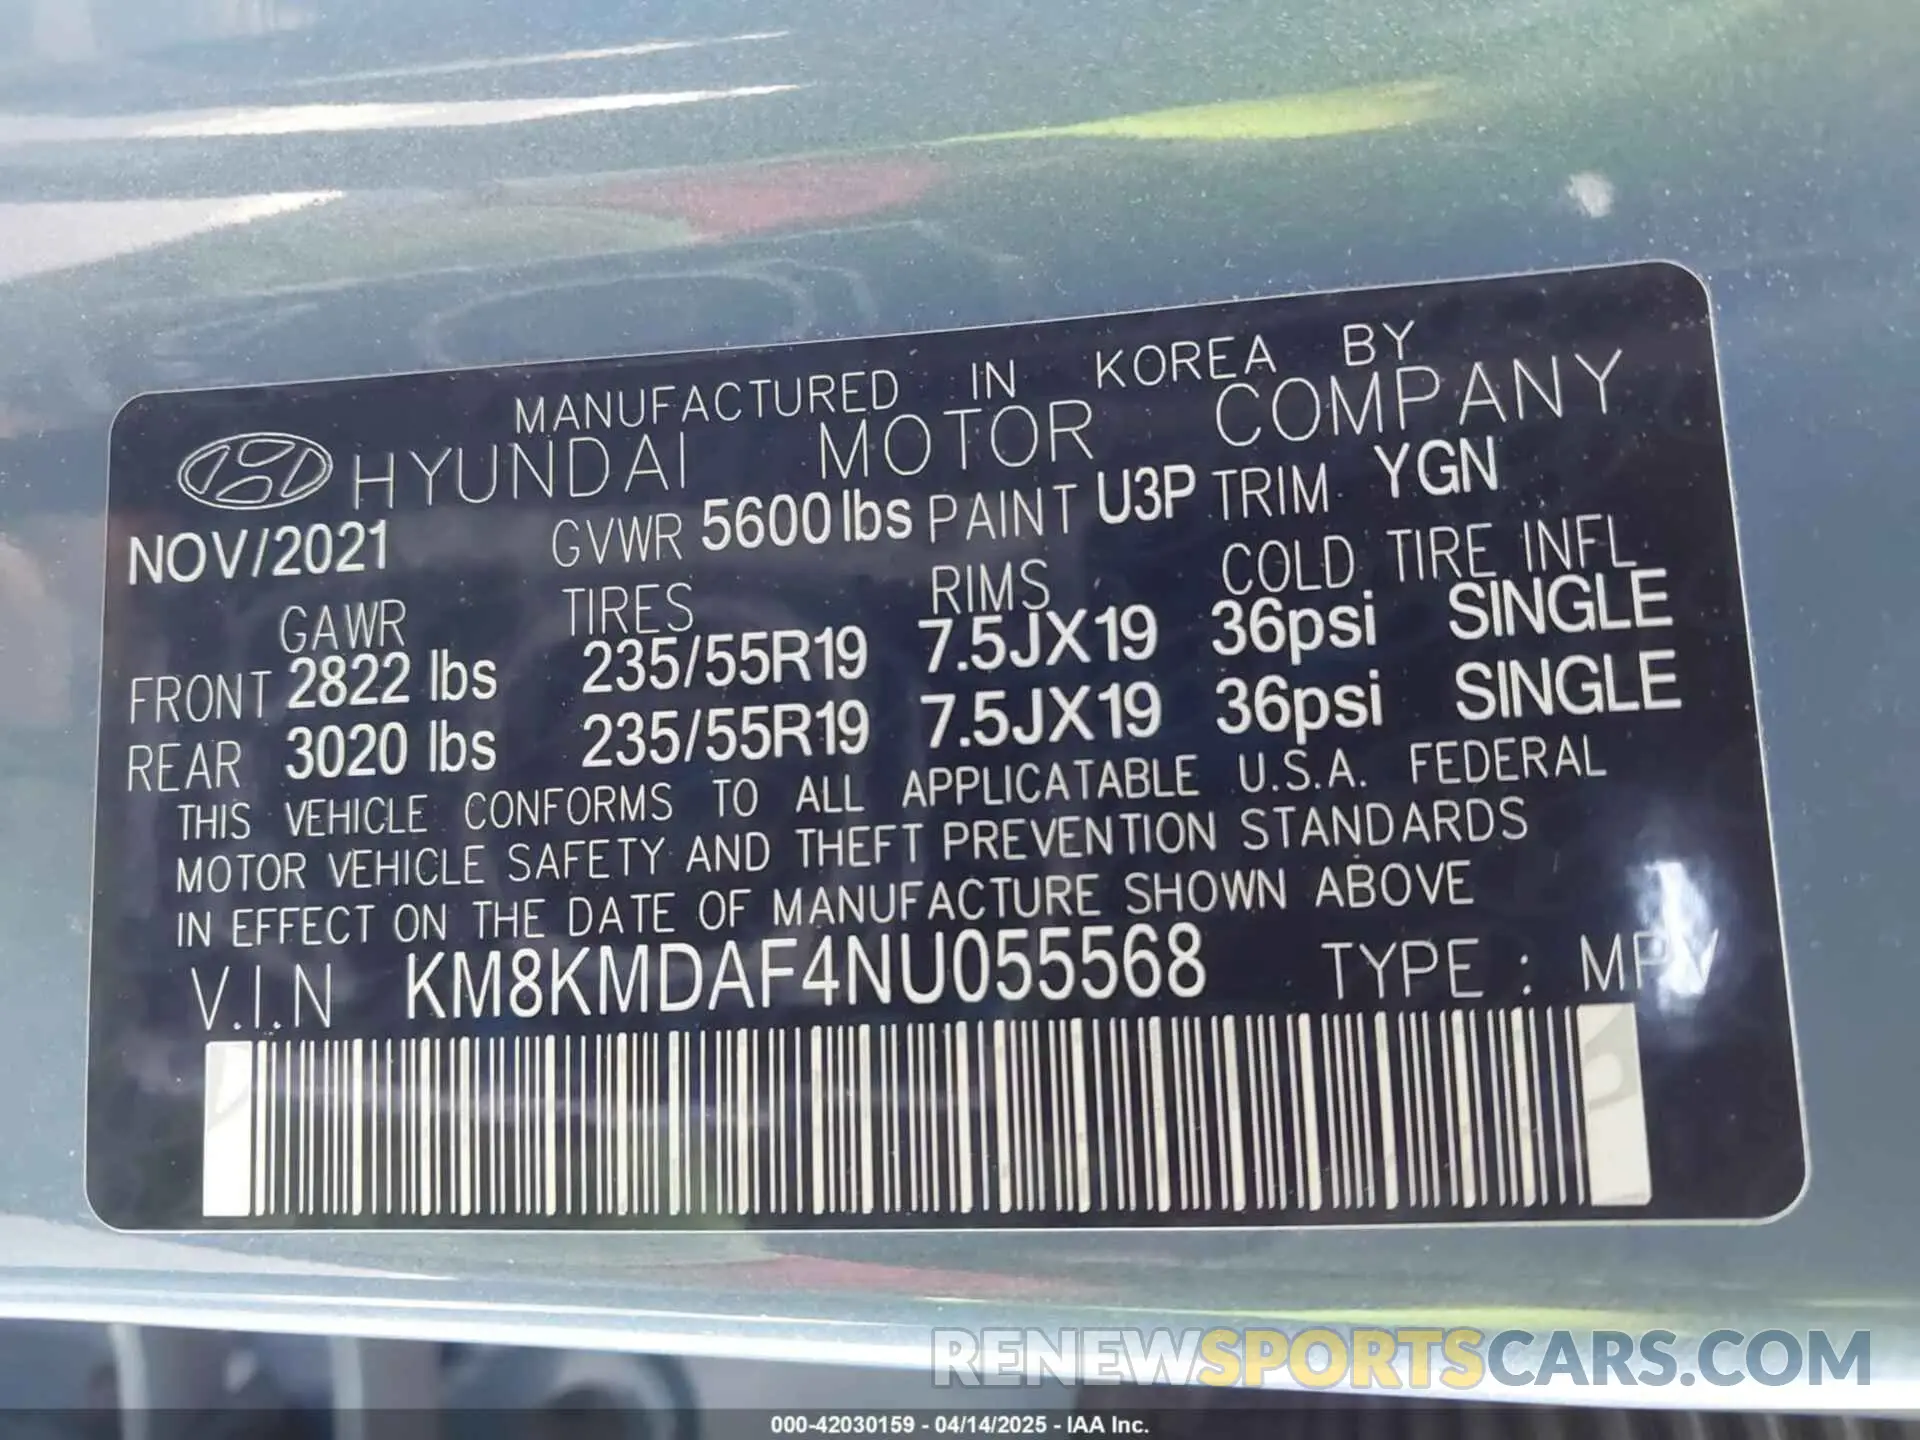 MANUFACTURED IN KOREA BY
HYUNDAI MOTOR COMPANY
NOV/2021 GVWR 5600lbs PAINT U3P TRIM YGN
GAWR TIRES RIMS COLD TIRE INFL
FRONT 2822 lbs 235/55R19 7.5JX19 36psi SINGLE
REAR 3020 lbs 235/55R19 7.5JX19 36psi SINGLE
THIS VEHICLE CONFORMS TO ALL APPLICATABLE U.S.A. FEDERAL
MOTOR VEHICLE SAFETY AND THEFT PREVENTION STANDARDS
IN EFFECT ON THE DATE OF MANUFACTURE SHOWN ABOVE
V.I.N KM8KMDAF4NU055568 TYPE : MPV
RENEWSPORTSCARS.COM
000-42030159 - 04/14/2025 - IAA Inc.